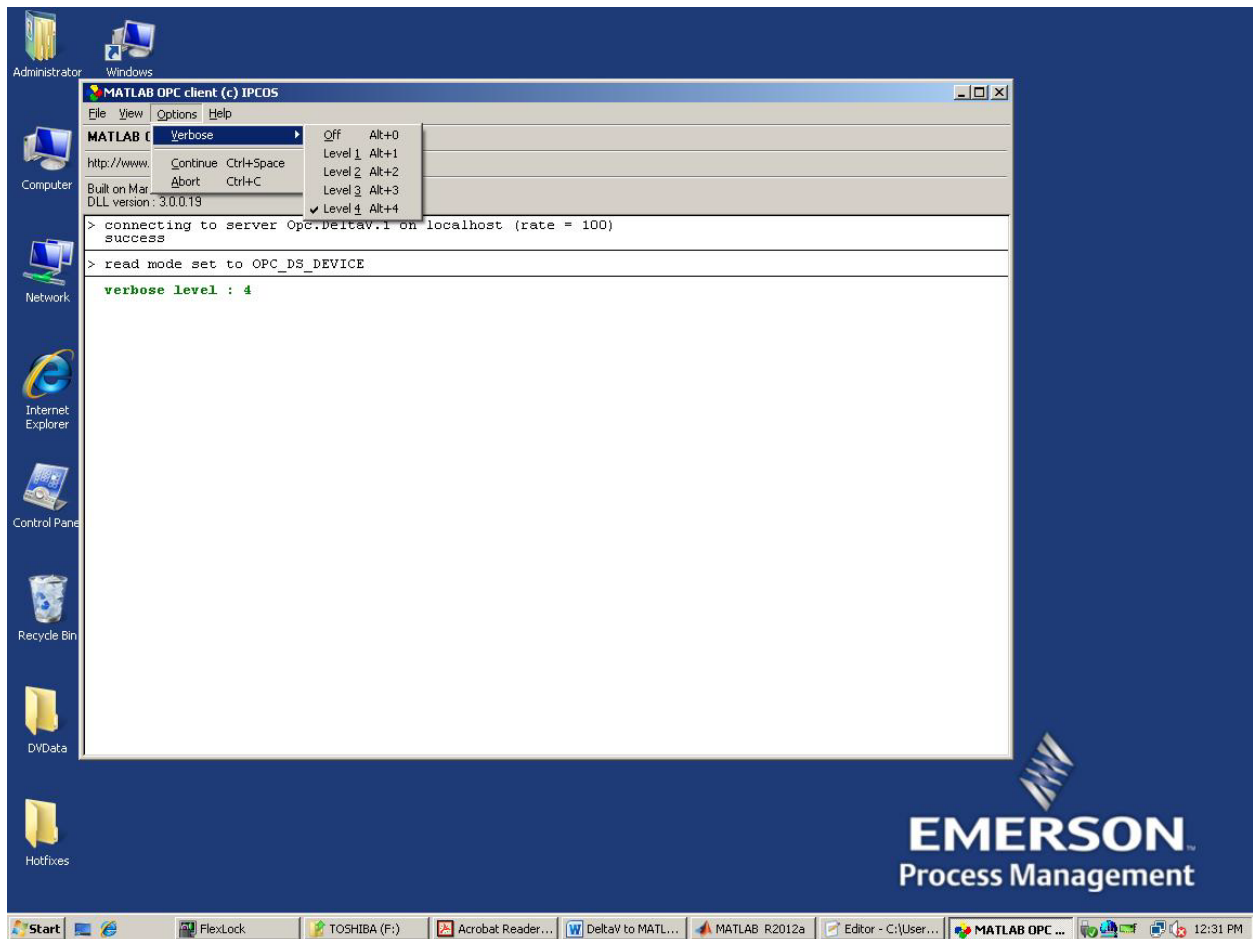 Administrator
Windows
Computer
Network
Internet
Explorer
Control Pane
Recycle Bin
DVData
Hotfixes
MATLAB OPC client (c) IPCOS
File View Options Help
MATLAB
http://www.
Built on Mar
DLL version : 3.0.0.19
Verbose
Continue Ctrl+Space
Abort Ctrl+C
Off Alt+0
Level 1 Alt+1
Level 2 Alt+2
Level 3 Alt+3
Level 4 Alt+4
> connecting to server Opc.DeltaV.1 on localhost (rate = 100)
success
> read mode set to OPC_DS_DEVICE
verbose level : 4
EMERSON
Process Management
Start FlexLock TOSHIBA (F:) Acrobat Reader... DeltaV to MATL... MATLAB R2012a Editor - C:\User... MATLAB OPC ... 12:31 PM